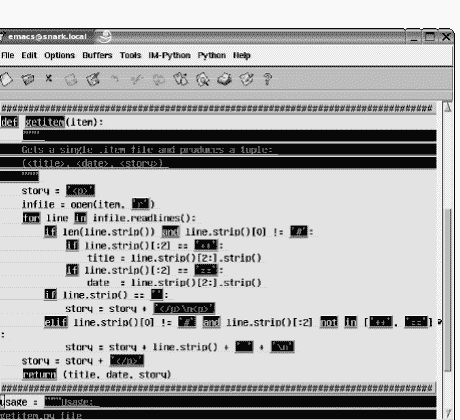 emacs@snark.local
File Edit Options Buffers Tools IM-Python Python Help
########################################################################
def getitem(item):
    """
    Gets a single .item file and produces a tuple:
    (<title>, <date>, <story>)
    """
    story = '<p>'
    infile = open(item, 'r')
    for line in infile.readlines():
        if len(line.strip()) and line.strip()[0] != '#':
            if line.strip()[:2] == '++':
                title = line.strip()[2:].strip()
            if line.strip()[:2] == '==':
                date  = line.strip()[2:].strip()
        if line.strip() == '':
            story = story + '</p>\n<p>'
        elif line.strip()[0] != '#' and line.strip()[:2] not in ['++', '==']
:
            story = story + line.strip() + ' ' + '\n'
    story = story + '</p>'
    return (title, date, story)
########################################################################
usage = """Usage:
getitem.py file